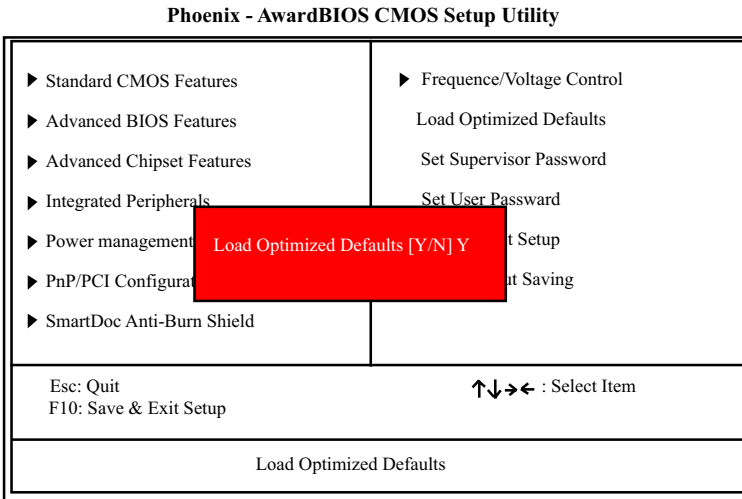 Phoenix - AwardBIOS CMOS Setup Utility
Standard CMOS Features
Advanced BIOS Features
Advanced Chipset Features
Integrated Peripherals
Power management
PnP/PCI Configurat
SmartDoc Anti-Burn Shield
Frequence/Voltage Control
Load Optimized Defaults
Set Supervisor Password
Set User Passward
t Setup
ut Saving
Load Optimized Defaults [Y/N] Y
Esc: Quit
F10: Save & Exit Setup
↑↓→← : Select Item
Load Optimized Defaults